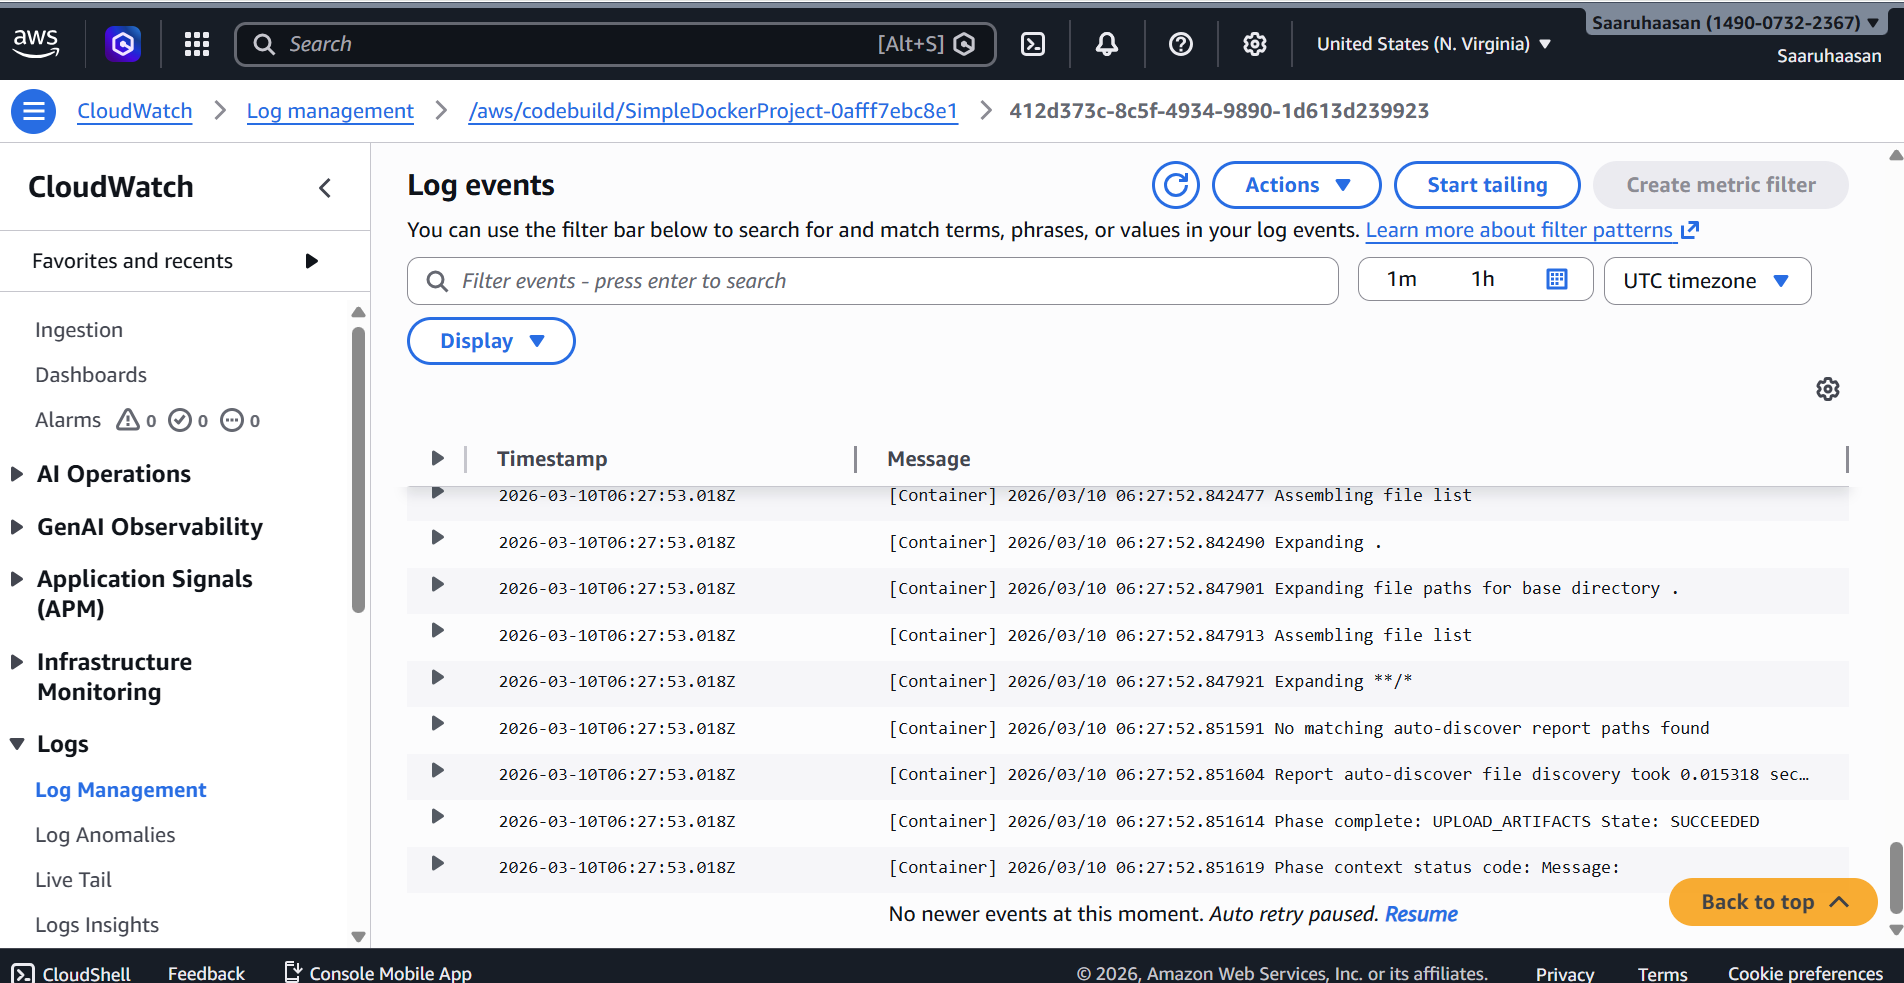 aws
Search
[Alt+S]
United States (N. Virginia)
Saaruhaasan (1490-0732-2367)
Saaruhaasan
CloudWatch
Log management
/aws/codebuild/SimpleDockerProject-0afff7ebc8e1
412d373c-8c5f-4934-9890-1d613d239923
CloudWatch
Favorites and recents
Ingestion
Dashboards
Alarms 0 0 0
AI Operations
GenAI Observability
Application Signals
(APM)
Infrastructure
Monitoring
Logs
Log Management
Log Anomalies
Live Tail
Logs Insights
Log events
Actions
Start tailing
Create metric filter
You can use the filter bar below to search for and match terms, phrases, or values in your log events. Learn more about filter patterns
Filter events - press enter to search
1m 1h
UTC timezone
Display
Timestamp Message
2026-03-10T06:27:53.018Z [Container] 2026/03/10 06:27:52.842477 Assembling file list
2026-03-10T06:27:53.018Z [Container] 2026/03/10 06:27:52.842490 Expanding .
2026-03-10T06:27:53.018Z [Container] 2026/03/10 06:27:52.847901 Expanding file paths for base directory .
2026-03-10T06:27:53.018Z [Container] 2026/03/10 06:27:52.847913 Assembling file list
2026-03-10T06:27:53.018Z [Container] 2026/03/10 06:27:52.847921 Expanding **/*
2026-03-10T06:27:53.018Z [Container] 2026/03/10 06:27:52.851591 No matching auto-discover report paths found
2026-03-10T06:27:53.018Z [Container] 2026/03/10 06:27:52.851604 Report auto-discover file discovery took 0.015318 sec…
2026-03-10T06:27:53.018Z [Container] 2026/03/10 06:27:52.851614 Phase complete: UPLOAD_ARTIFACTS State: SUCCEEDED
2026-03-10T06:27:53.018Z [Container] 2026/03/10 06:27:52.851619 Phase context status code: Message:
No newer events at this moment. Auto retry paused. Resume
Back to top
CloudShell
Feedback
Console Mobile App
© 2026, Amazon Web Services, Inc. or its affiliates.
Privacy
Terms
Cookie preferences